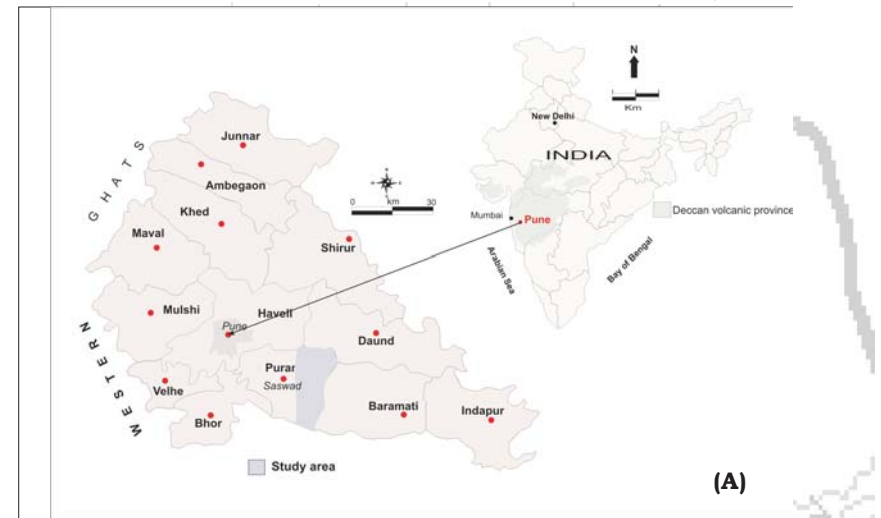 N
Km
New Delhi
INDIA
Mumbai
Pune
Deccan volcanic province
Arabian Sea
Bay of Bengal
GHATS
WESTERN
Junnar
Ambegaon
0 km 30
Khed
Maval
Shirur
Mulshi
Haveli
Pune
Daund
Purar
Saswad
Velhe
Baramati
Indapur
Bhor
Study area
(A)